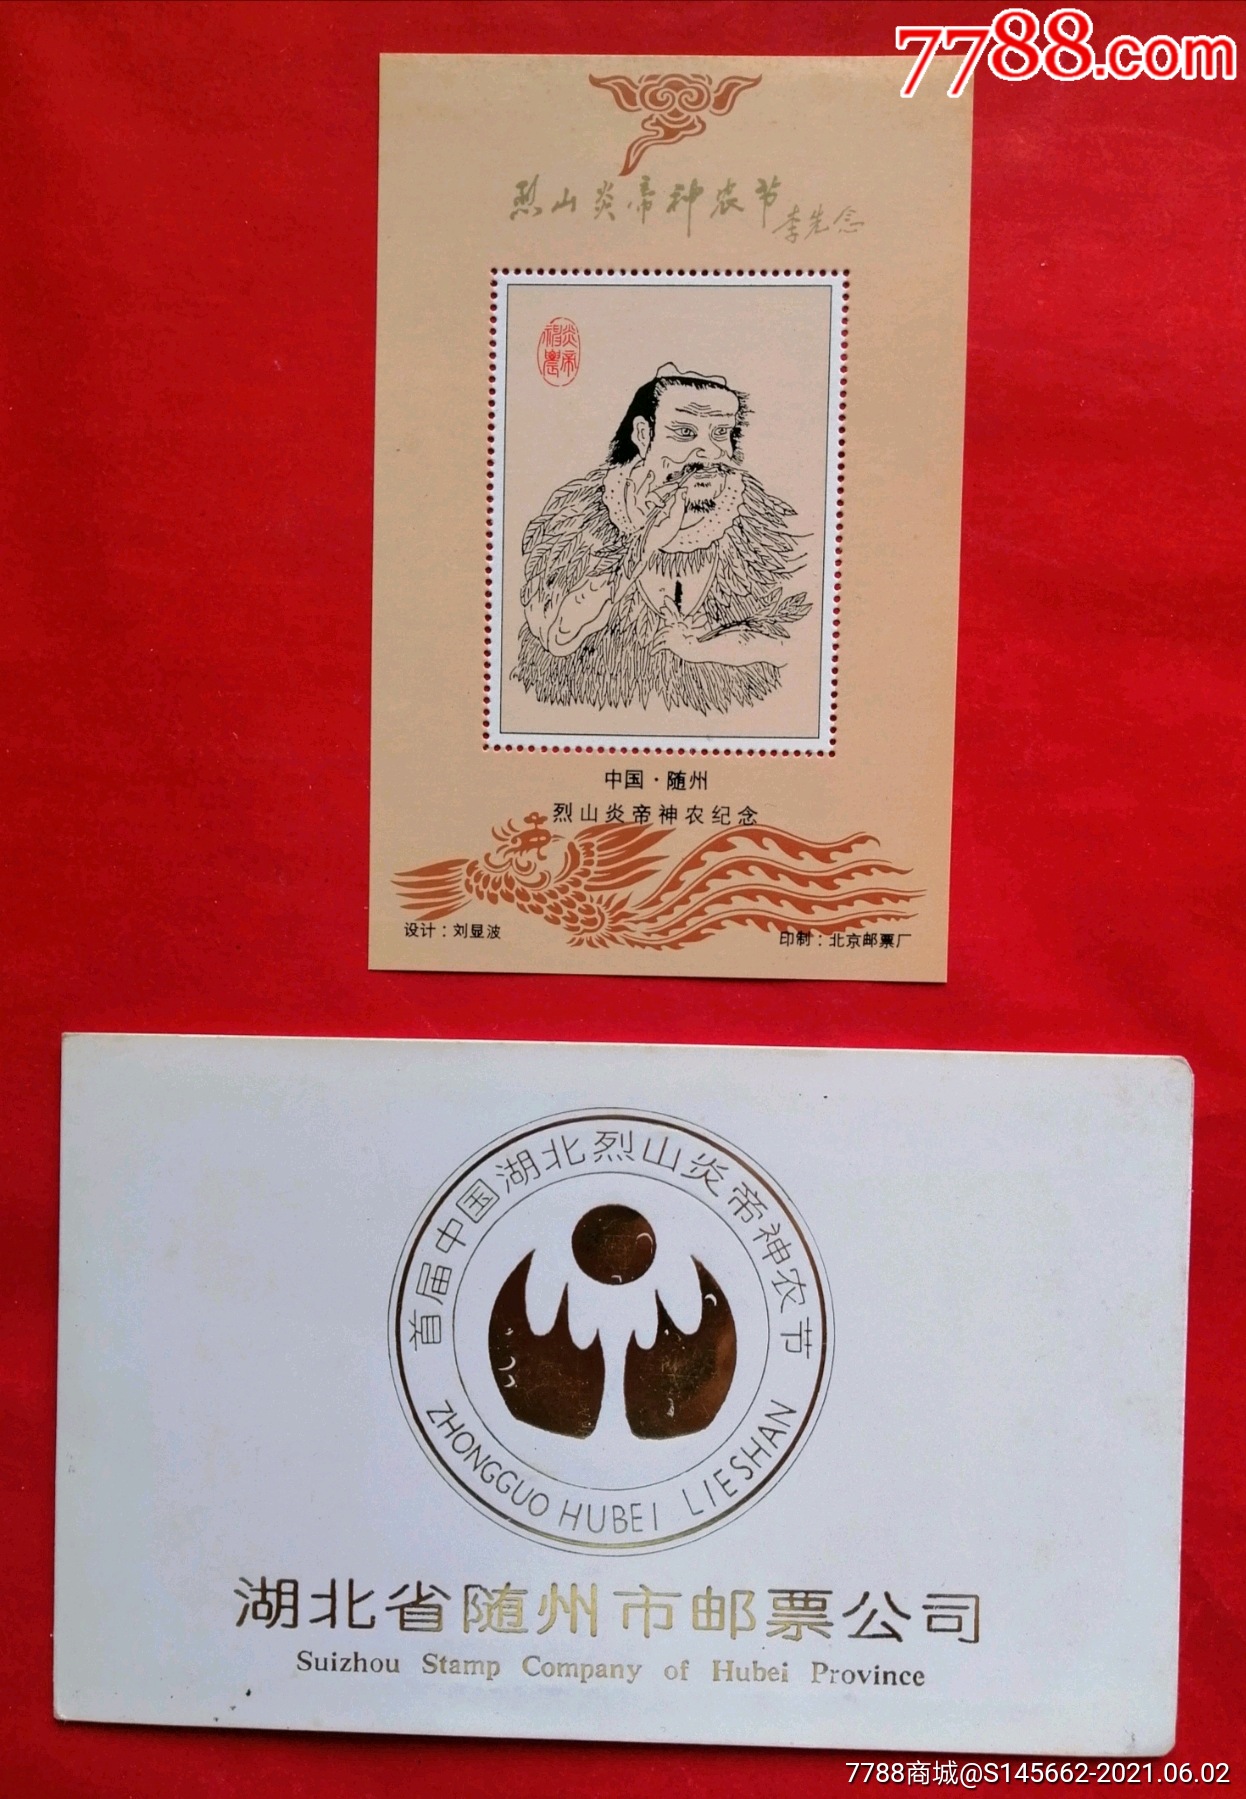 7788.com
烈山炎帝神农节
李先念
炎帝
神農
中国·随州
烈山炎帝神农纪念
设计：刘显波
印制：北京邮票厂
首届中国湖北烈山炎帝神农节
ZHONGGUO HUBEI LIESHAN
湖北省随州市邮票公司
Suizhou Stamp Company of Hubei Province
7788商城@S145662-2021.06.02